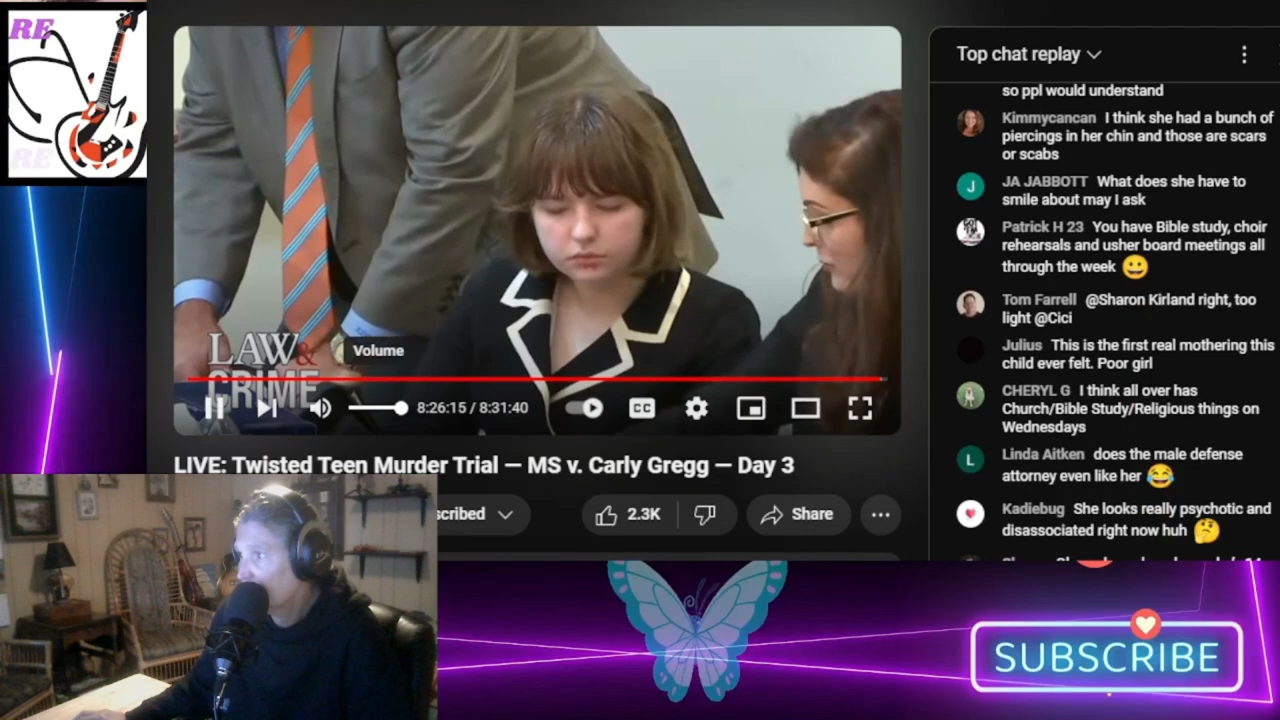 RE
RE
LAW&
CRIME
Volume
8:26:15 / 8:31:40
CC
LIVE: Twisted Teen Murder Trial — MS v. Carly Gregg — Day 3
scribed
2.3K
Share
Top chat replay
so ppl would understand
Kimmycancan I think she had a bunch of
piercings in her chin and those are scars
or scabs
J
JA JABBOTT What does she have to
smile about may I ask
Patrick H 23 You have Bible study, choir
rehearsals and usher board meetings all
through the week 😀
Tom Farrell @Sharon Kirland right, too
light @Cici
Julius This is the first real mothering this
child ever felt. Poor girl
CHERYL G I think all over has
Church/Bible Study/Religious things on
Wednesdays
L
Linda Aitken does the male defense
attorney even like her 😂
Kadiebug She looks really psychotic and
disassociated right now huh 🤔
SUBSCRIBE